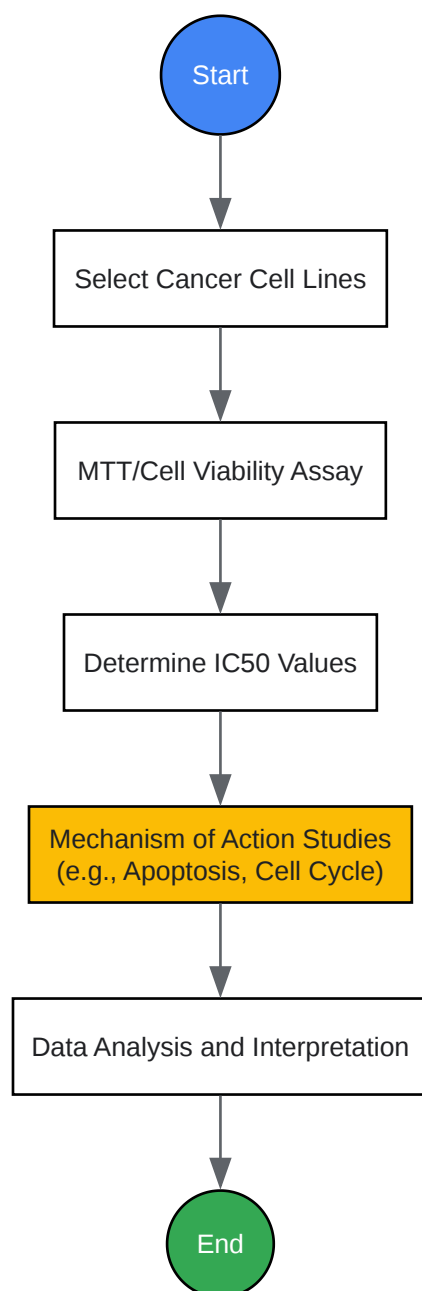 Start
Select Cancer Cell Lines
MTT/Cell Viability Assay
Determine IC50 Values
Mechanism of Action Studies
(e.g., Apoptosis, Cell Cycle)
Data Analysis and Interpretation
End